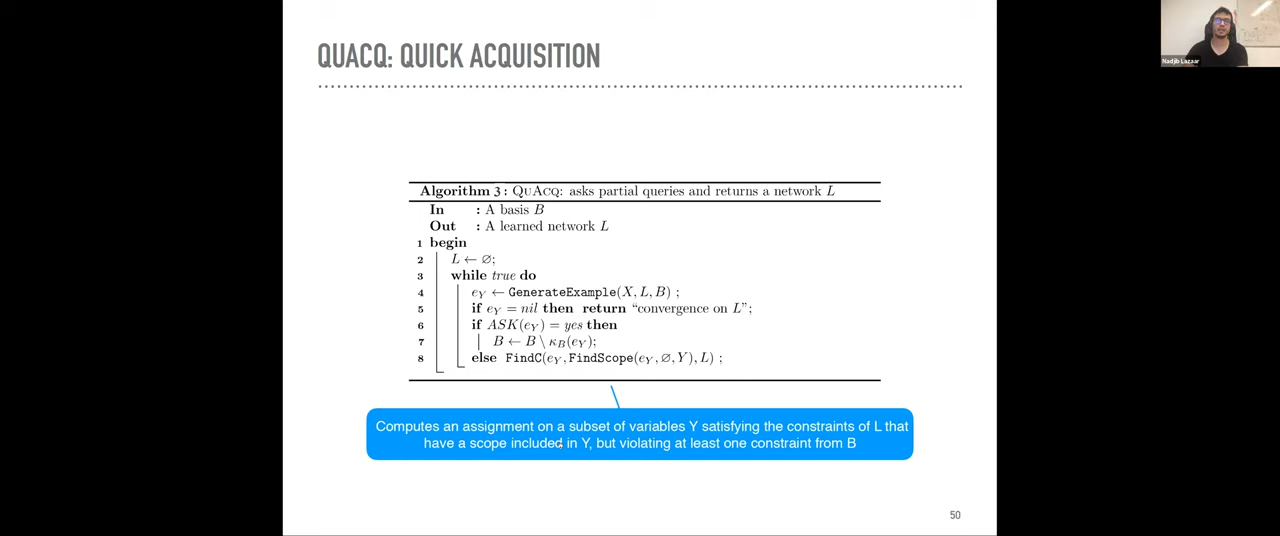 QUACQ: QUICK ACQUISITION
Nadjib Lazaar
Algorithm 3: QUACQ: asks partial queries and returns a network L
In : A basis B
Out : A learned network L
1 begin
2 L ← ∅;
3 while true do
4 e_Y ← GenerateExample(X, L, B) ;
5 if e_Y = nil then return “convergence on L”;
6 if ASK(e_Y) = yes then
7 B ← B \ κ_B(e_Y);
8 else FindC(e_Y, FindScope(e_Y, ∅, Y), L) ;
Computes an assignment on a subset of variables Y satisfying the constraints of L that
have a scope included in Y, but violating at least one constraint from B
50